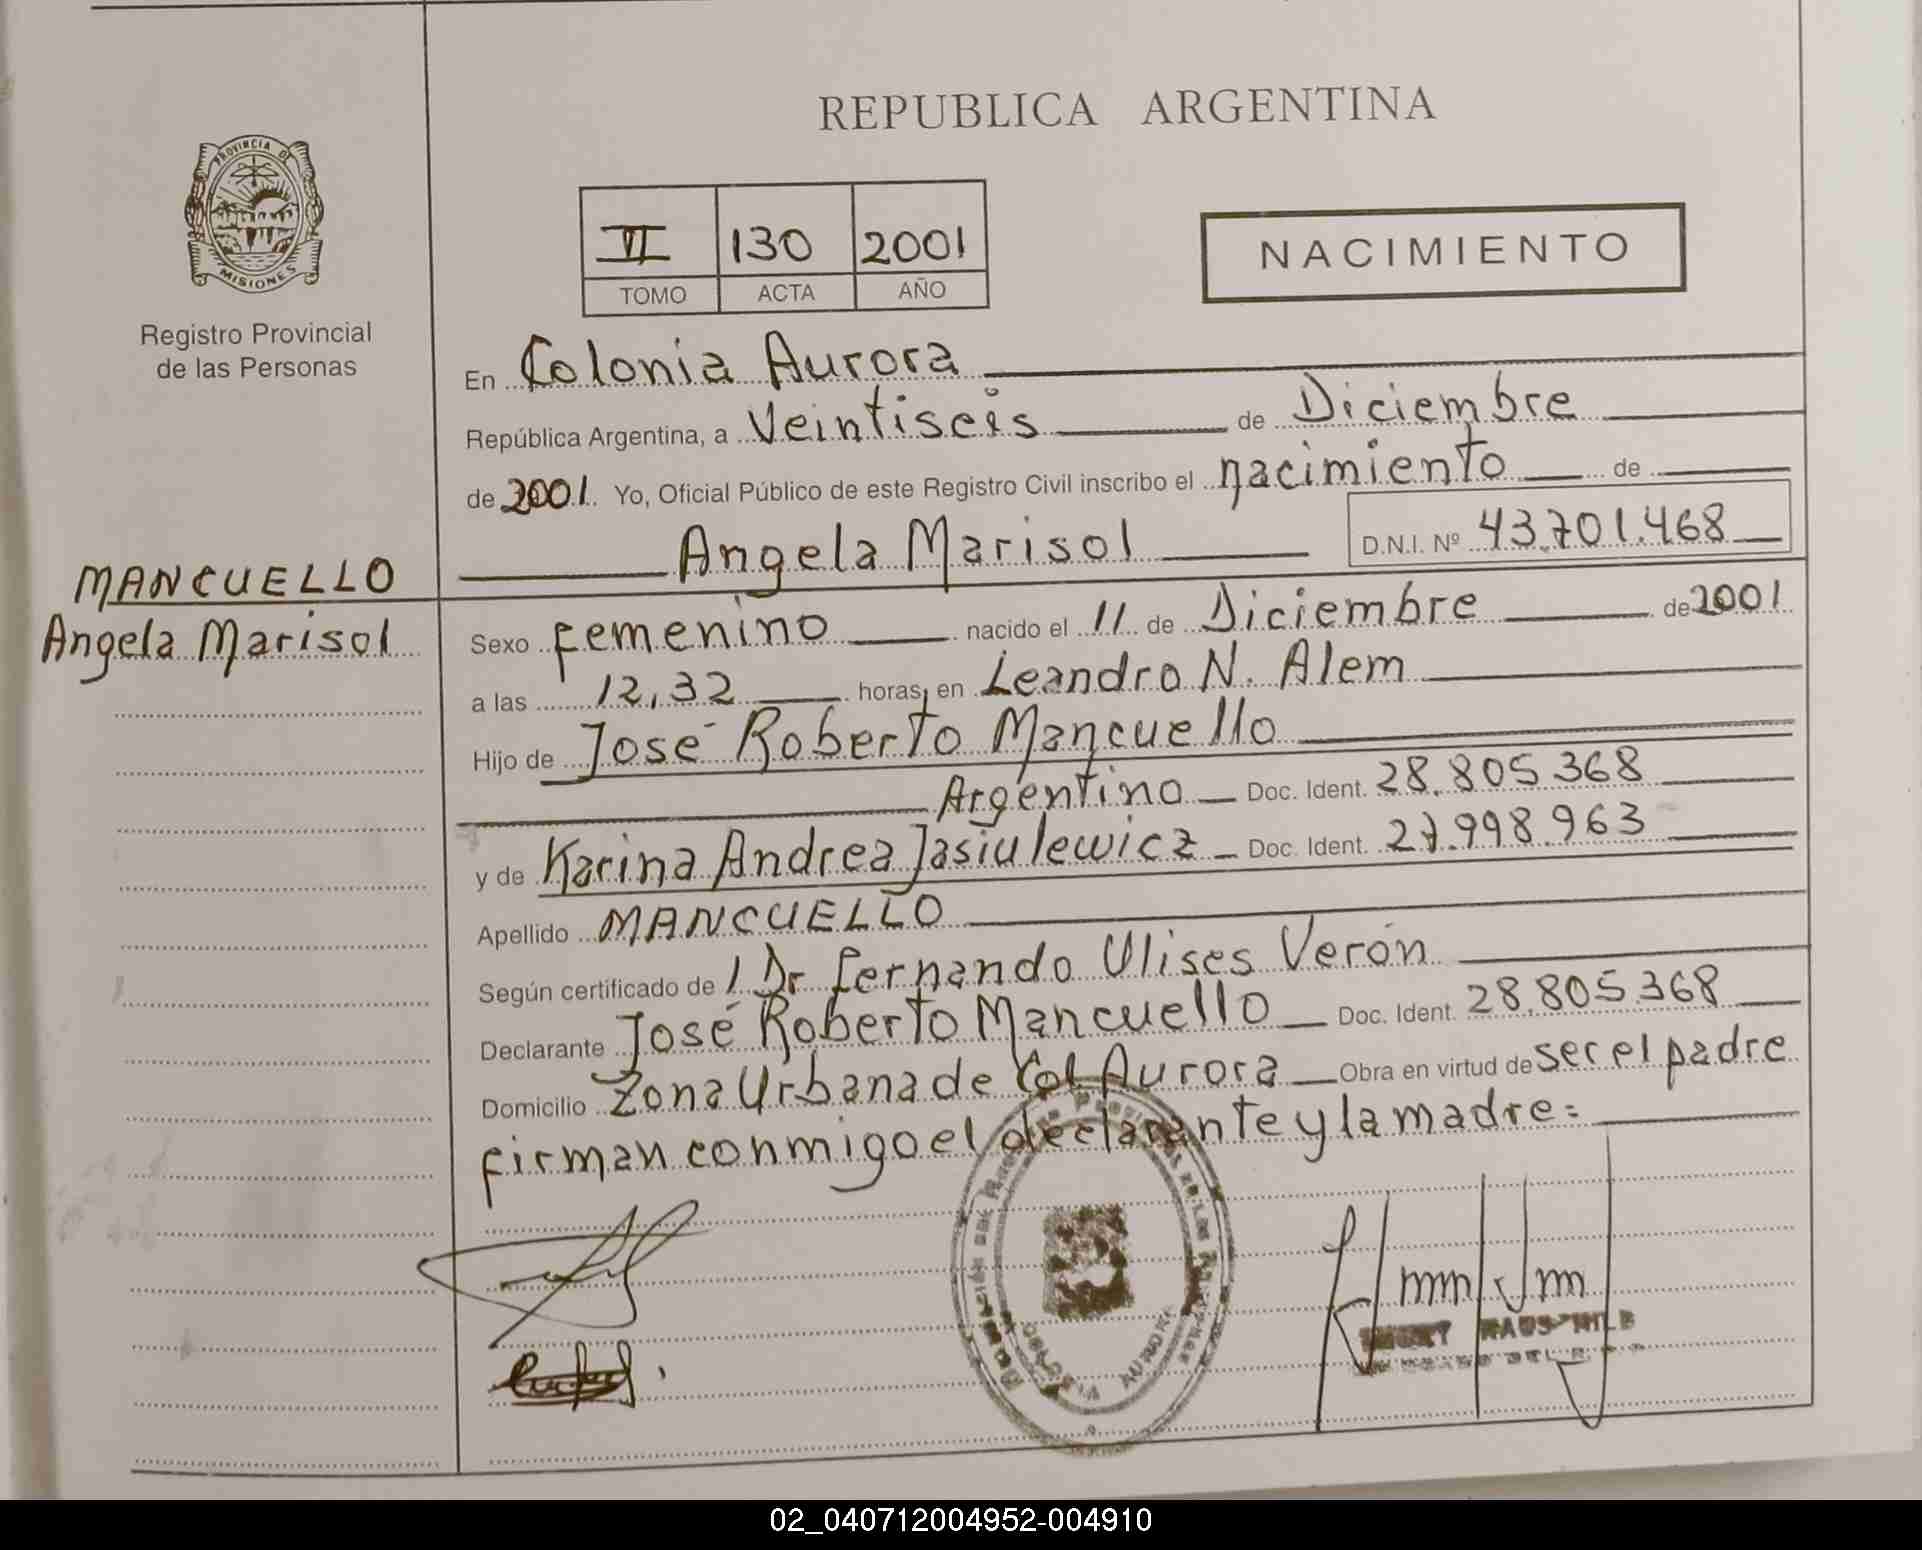 REPUBLICA ARGENTINA
PROVINCIA DE
MISIONES
Registro Provincial
de las Personas
II 130 2001
TOMO ACTA AÑO
NACIMIENTO
En Colonia Aurora
República Argentina, a Veintiseis de Diciembre
de 2001. Yo, Oficial Público de este Registro Civil inscribo el nacimiento de
Angela Marisol D.N.I. Nº 43.701.468
MANCUELLO
Angela Marisol
Sexo femenino nacido el 11 de Diciembre de 2001
a las 12,32 horas, en Leandro N. Alem
Hijo de José Roberto Mancuello
Argentino Doc. Ident. 28.805.368
y de Karina Andrea Jasiulewicz Doc. Ident. 27.998.963
Apellido MANCUELLO
Según certificado de / Dr Fernando Ulises Verón
Declarante José Roberto Mancuello Doc. Ident. 28.805.368
Domicilio Zona Urbana de Col Aurora Obra en virtud de ser el padre
firman conmigo el declarante y la madre=
02_040712004952-004910